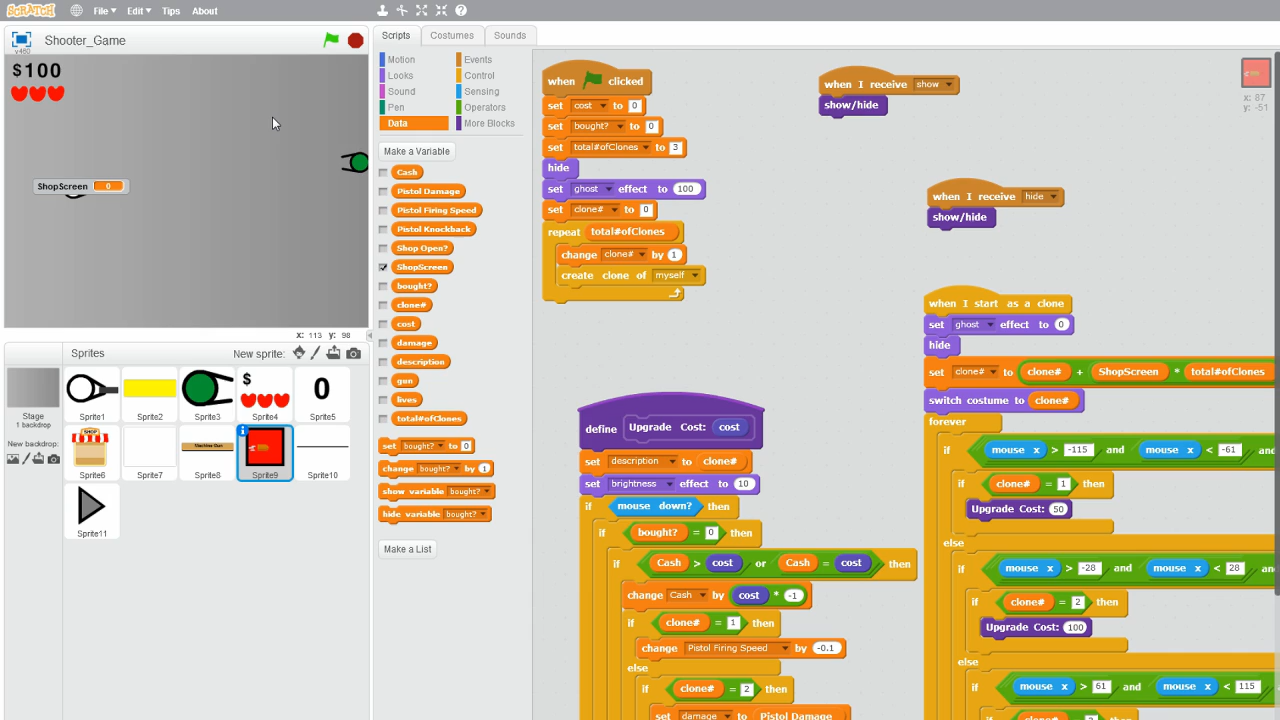 SCRATCH File Edit Tips About
v460 Shooter_Game
$100
ShopScreen 0
x: 113 y: 98
Sprites New sprite:
Stage
1 backdrop
New backdrop:
$ 0
Sprite1 Sprite2 Sprite3 Sprite4 Sprite5
SHOP Machine Gun
Sprite6 Sprite7 Sprite8 Sprite9 Sprite10
Sprite11
Scripts Costumes Sounds
Motion Events
Looks Control
Sound Sensing
Pen Operators
Data More Blocks
Make a Variable
Cash
Pistol Damage
Pistol Firing Speed
Pistol Knockback
Shop Open?
ShopScreen
bought?
clone#
cost
damage
description
gun
lives
total#ofClones
set bought? to 0
change bought? by 1
show variable bought?
hide variable bought?
Make a List
when clicked
set cost to 0
set bought? to 0
set total#ofClones to 3
hide
set ghost effect to 100
set clone# to 0
repeat total#ofClones
change clone# by 1
create clone of myself
define Upgrade Cost: cost
set description to clone#
set brightness effect to 10
if mouse down? then
if bought? = 0 then
if Cash > cost or Cash = cost then
change Cash by cost * -1
if clone# = 1 then
change Pistol Firing Speed by -0.1
else
if clone# = 2 then
set damage to Pistol Damage
when I receive show
show/hide
when I receive hide
show/hide
when I start as a clone
set ghost effect to 0
hide
set clone# to clone# + ShopScreen * total#ofClones
switch costume to clone#
forever
if mouse x > -115 and mouse x < -61 and
if clone# = 1 then
Upgrade Cost: 50
else
if mouse x > -28 and mouse x < 28 and
if clone# = 2 then
Upgrade Cost: 100
else
if mouse x > 61 and mouse x < 115 and
x: 87
y: -51